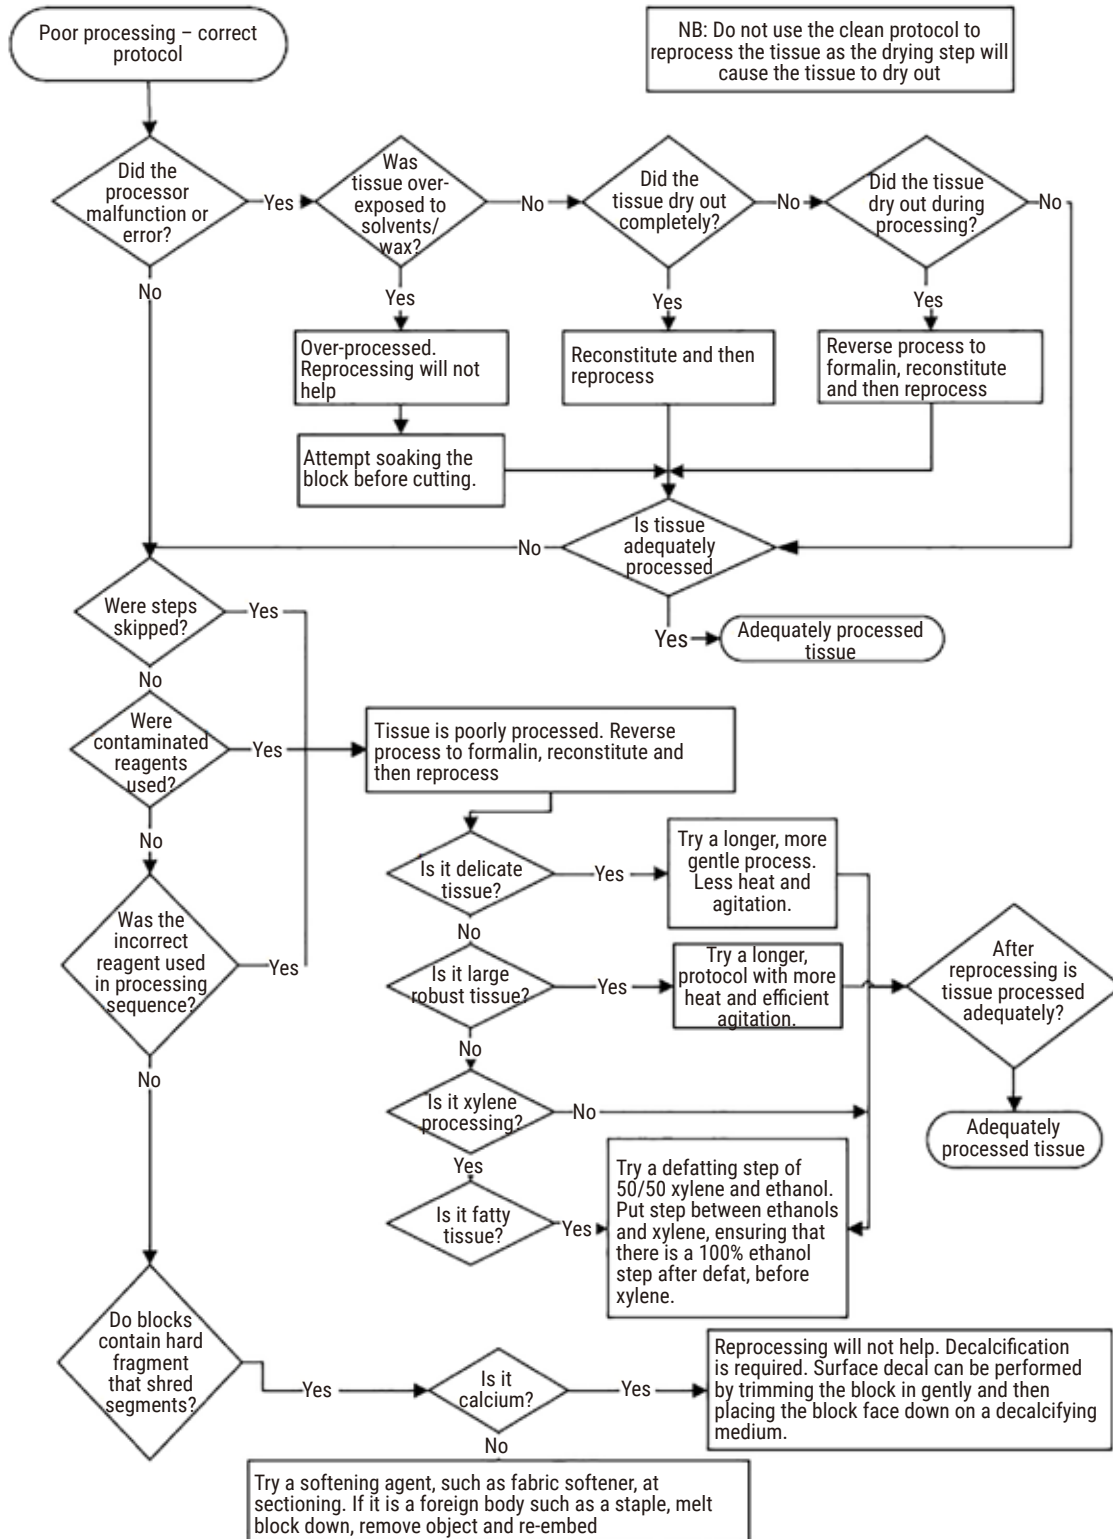 Poor processing – correct
protocol
NB: Do not use the clean protocol to
reprocess the tissue as the drying step will
cause the tissue to dry out
Did the
processor
malfunction or
error?
Yes
Was
tissue over-
exposed to
solvents/
wax?
No
Did the
tissue dry out
completely?
No
Did the tissue
dry out during
processing?
No
No
Yes
Yes
Yes
Over-processed.
Reprocessing will not
help
Reconstitute and then
reprocess
Reverse process to
formalin, reconstitute
and then reprocess
Attempt soaking the
block before cutting.
Is tissue
adequately
processed
No
Yes
Adequately processed
tissue
Were steps
skipped?
Yes
No
Were
contaminated
reagents
used?
Yes
Tissue is poorly processed. Reverse
process to formalin, reconstitute and
then reprocess
No
Was the
incorrect
reagent used
in processing
sequence?
Yes
No
Is it delicate
tissue?
Yes
Try a longer, more
gentle process.
Less heat and
agitation.
No
Is it large
robust tissue?
Yes
Try a longer,
protocol with more
heat and efficient
agitation.
After
reprocessing is
tissue processed
adequately?
No
Is it xylene
processing?
No
Adequately
processed tissue
Yes
Is it fatty
tissue?
Yes
Try a defatting step of
50/50 xylene and ethanol.
Put step between ethanols
and xylene, ensuring that
there is a 100% ethanol
step after defat, before
xylene.
Do blocks
contain hard
fragment
that shred
segments?
Yes
Is it
calcium?
Yes
Reprocessing will not help. Decalcification
is required. Surface decal can be performed
by trimming the block in gently and then
placing the block face down on a decalcifying
medium.
No
Try a softening agent, such as fabric softener, at
sectioning. If it is a foreign body such as a staple, melt
block down, remove object and re-embed